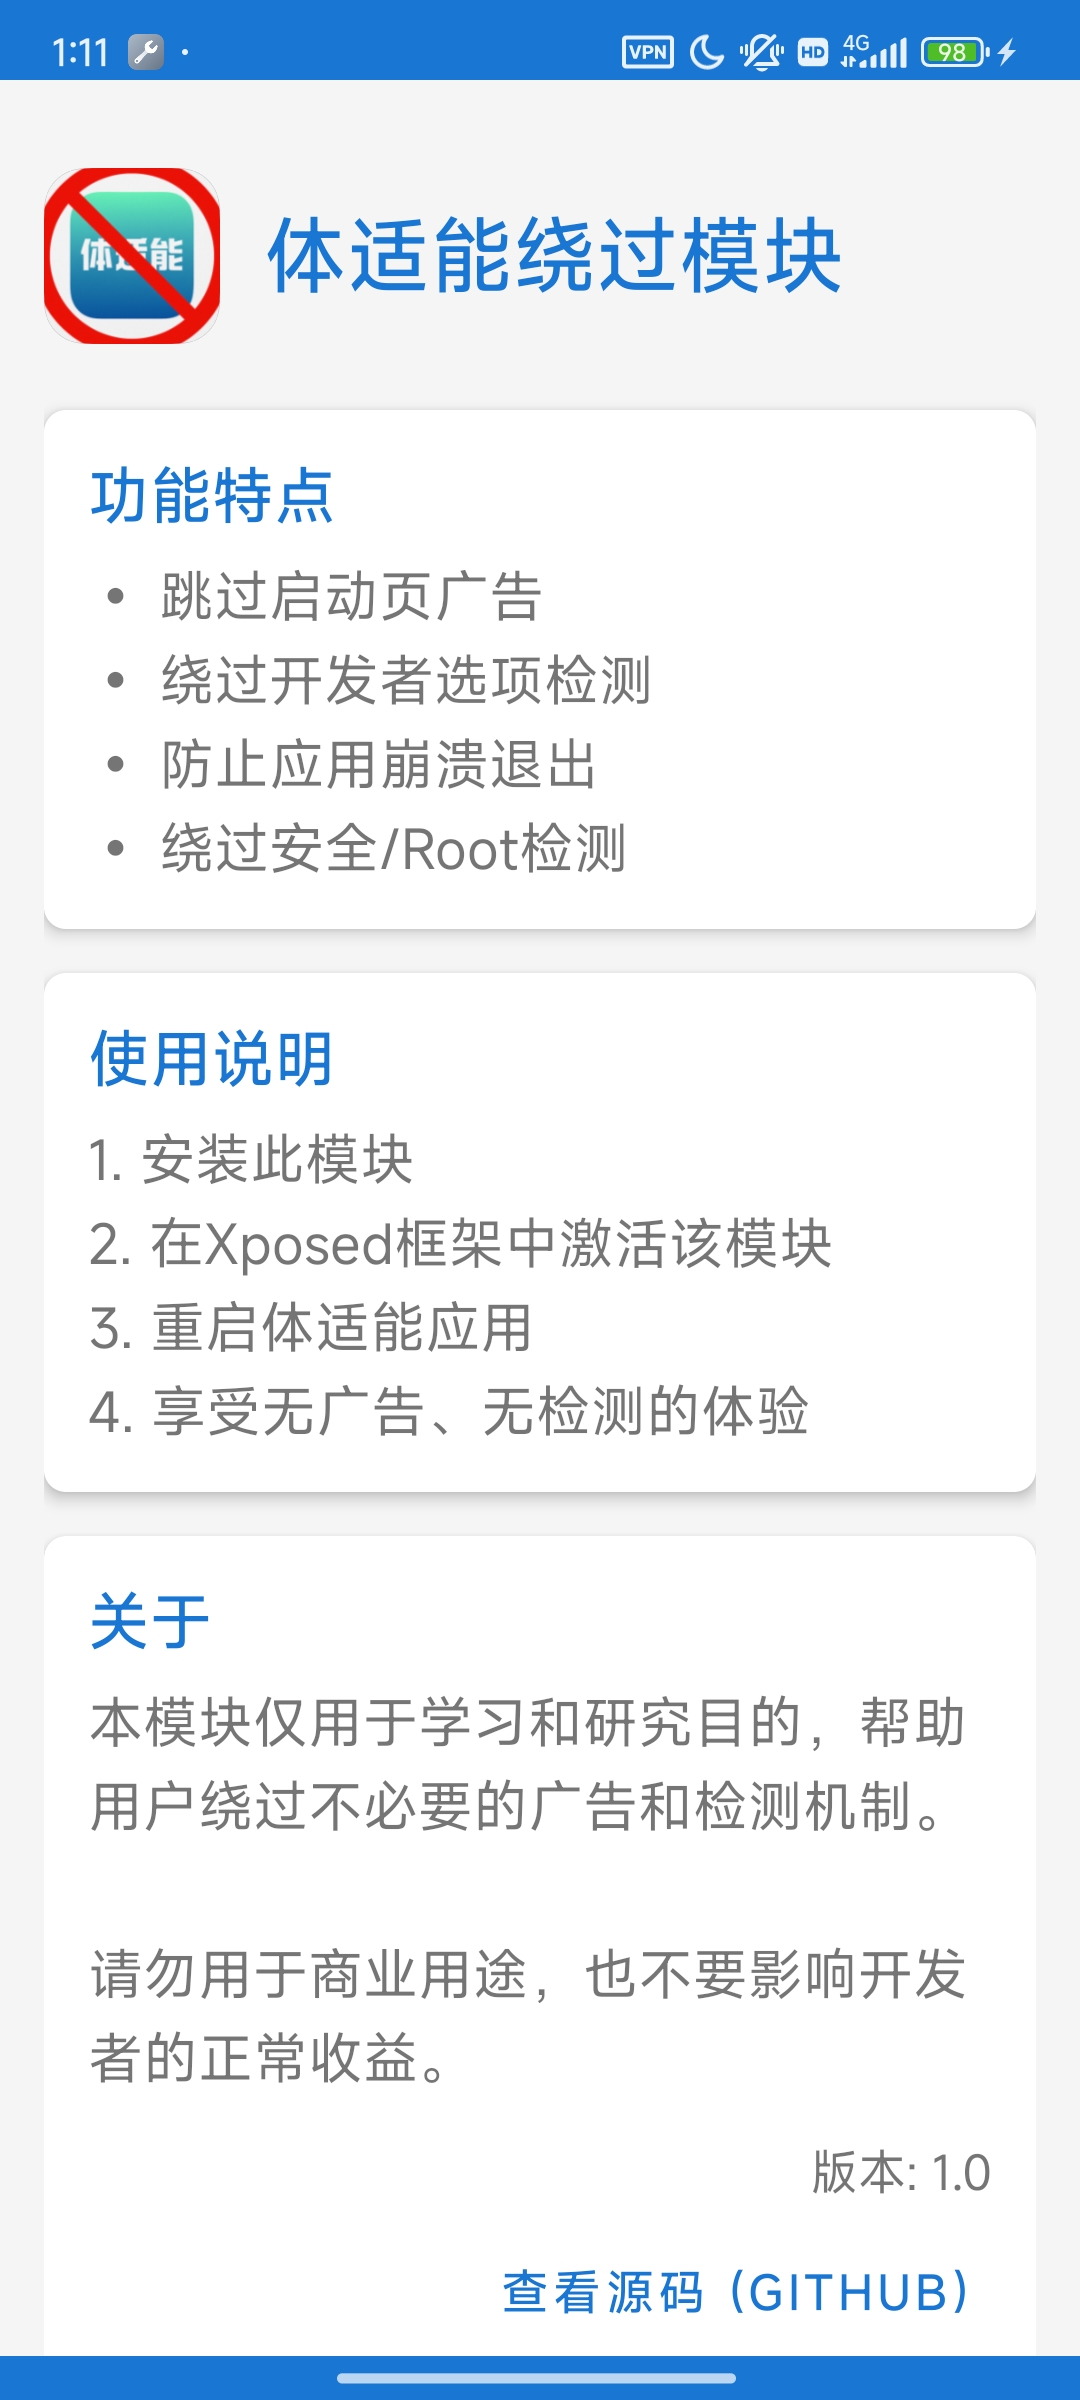 1:11
VPN HD 4G 98
体适能
体适能绕过模块
功能特点
• 跳过启动页广告
• 绕过开发者选项检测
• 防止应用崩溃退出
• 绕过安全/Root检测
使用说明
1. 安装此模块
2. 在Xposed框架中激活该模块
3. 重启体适能应用
4. 享受无广告、无检测的体验
关于
本模块仅用于学习和研究目的，帮助
用户绕过不必要的广告和检测机制。
请勿用于商业用途，也不要影响开发
者的正常收益。
版本: 1.0
查看源码 (GITHUB)